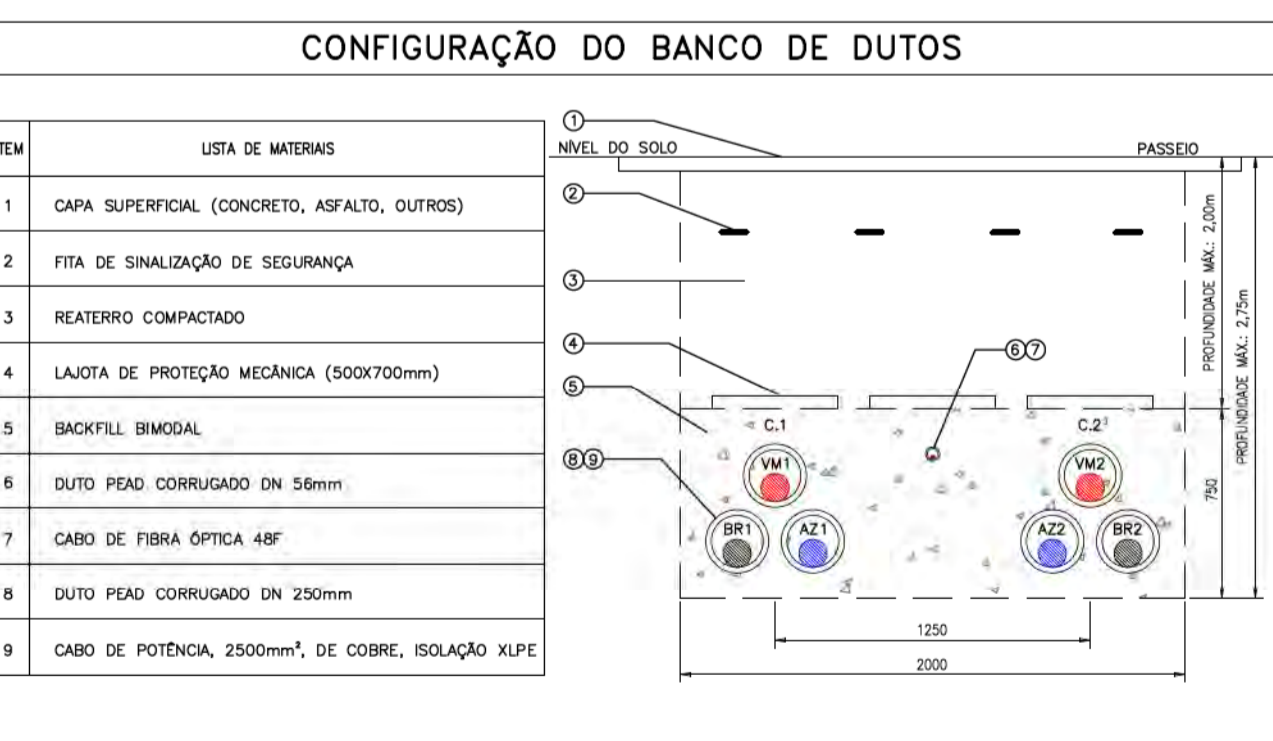 CONFIGURAÇÃO DO BANCO DE DUTOS
TEM LISTA DE MATERIAIS
1 CAPA SUPERFICIAL (CONCRETO, ASFALTO, OUTROS)
2 FITA DE SINALIZAÇÃO DE SEGURANÇA
3 REATERRO COMPACTADO
4 LAJOTA DE PROTEÇÃO MECÂNICA (500X700mm)
5 BACKFILL BIMODAL
6 DUTO PEAD CORRUGADO DN 56mm
7 CABO DE FIBRA ÓPTICA 48F
8 DUTO PEAD CORRUGADO DN 250mm
9 CABO DE POTÊNCIA, 2500mm², DE COBRE, ISOLAÇÃO XLPE
1
NÍVEL DO SOLO
PASSEIO
2
3
4
5
6 7
8 9
C.1
C.2
VM1
VM2
BR1
AZ1
AZ2
BR2
PROFUNDIDADE MÁX.: 2,00m
PROFUNDIDADE MÁX.: 2,75m
750
1250
2000